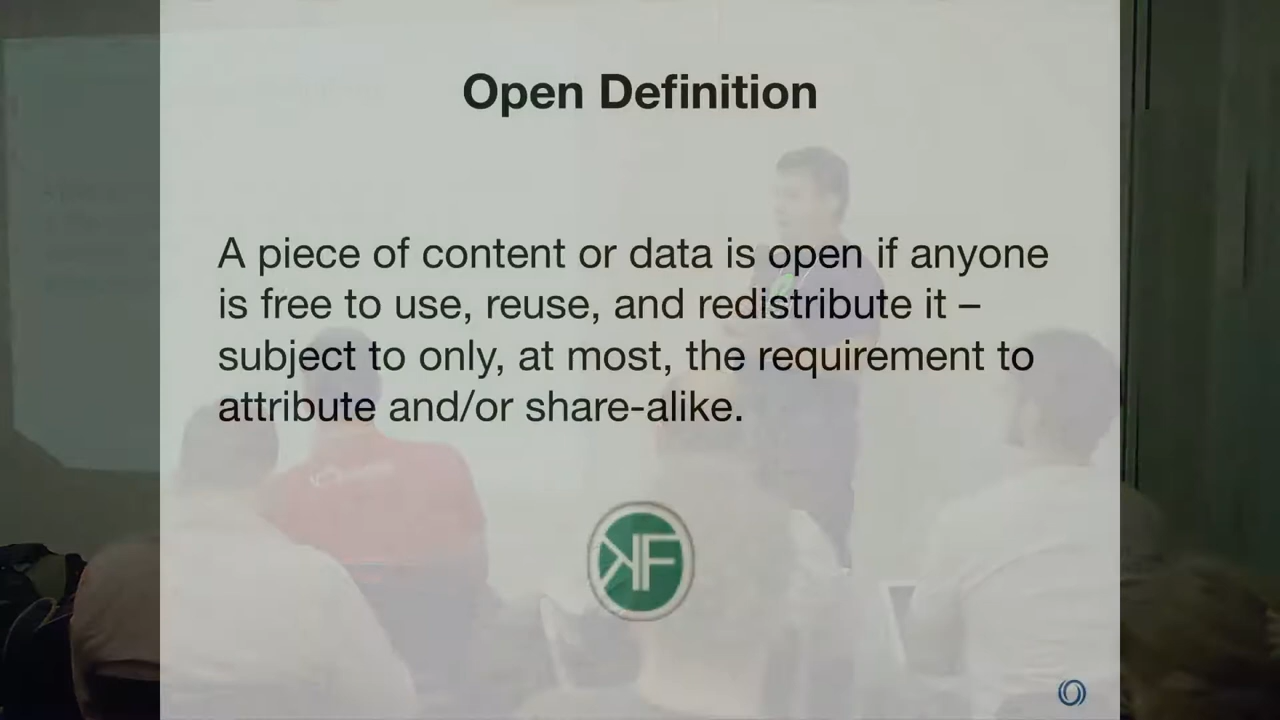 Open Definition
A piece of content or data is open if anyone
is free to use, reuse, and redistribute it –
subject to only, at most, the requirement to
attribute and/or share-alike.
KF